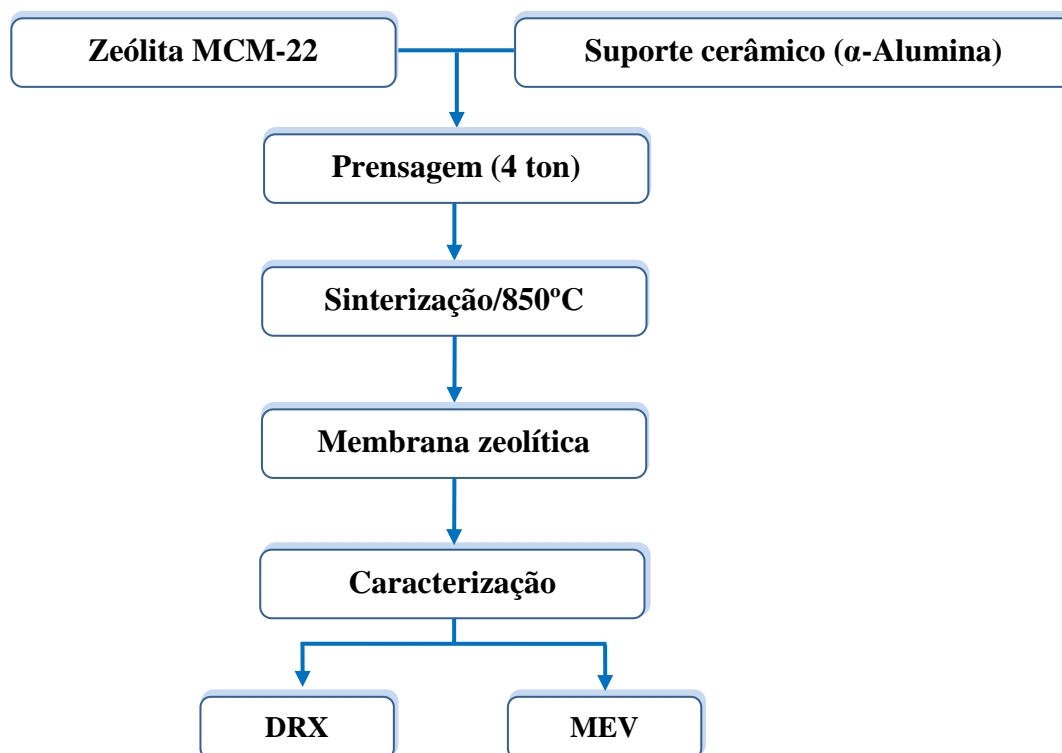 Zeólita MCM-22
Suporte cerâmico (α-Alumina)
Prensagem (4 ton)
Sinterização/850ºC
Membrana zeolítica
Caracterização
DRX
MEV